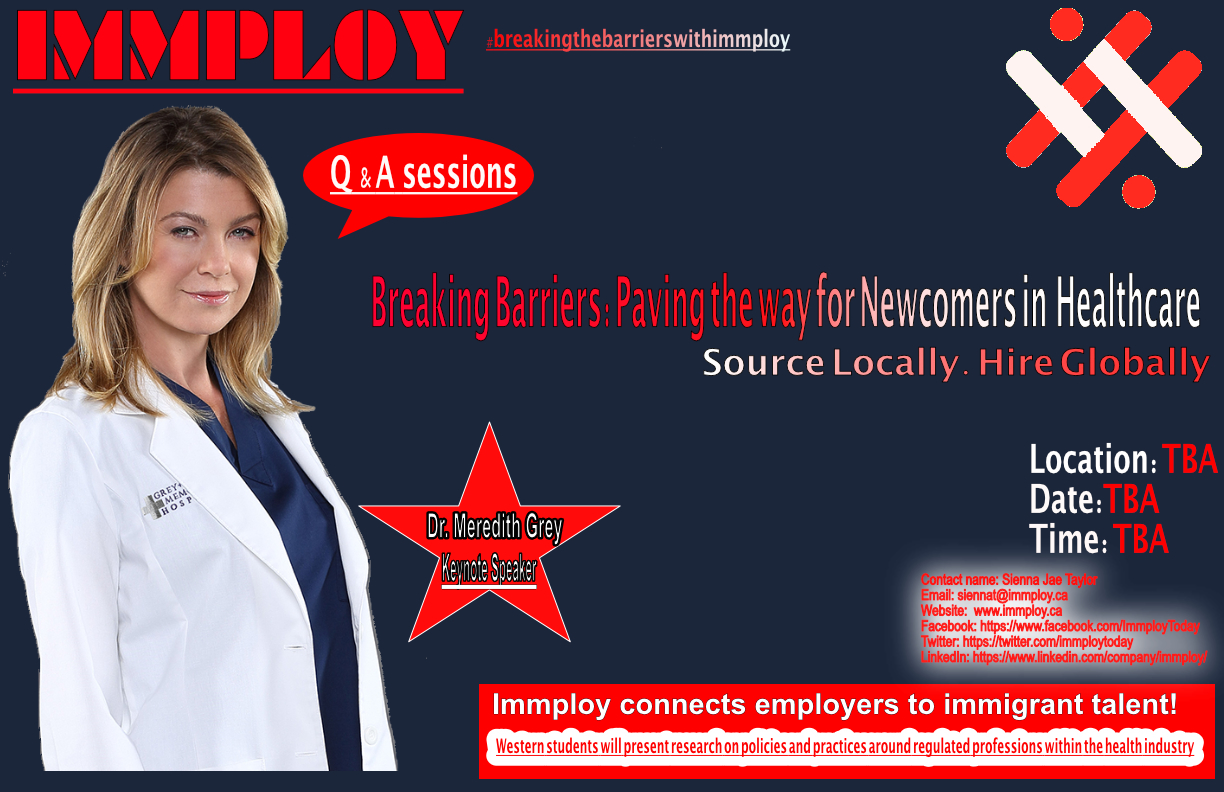 IMMPLOY
#breakingthebarrierswithimmploy
Q & A sessions
Breaking Barriers: Paving the way for Newcomers in Healthcare
Source Locally. Hire Globally
GREY
MEM
HOSP
Dr. Meredith Grey
Keynote Speaker
Location: TBA
Date: TBA
Time: TBA
Contact name: Sienna Jae Taylor
Email: siennat@immploy.ca
Website: www.immploy.ca
Facebook: https://www.facebook.com/ImmployToday
Twitter: https://twitter.com/immploytoday
LinkedIn: https://www.linkedin.com/company/immploy/
Immploy connects employers to immigrant talent!
Western students will present research on policies and practices around regulated professions within the health industry